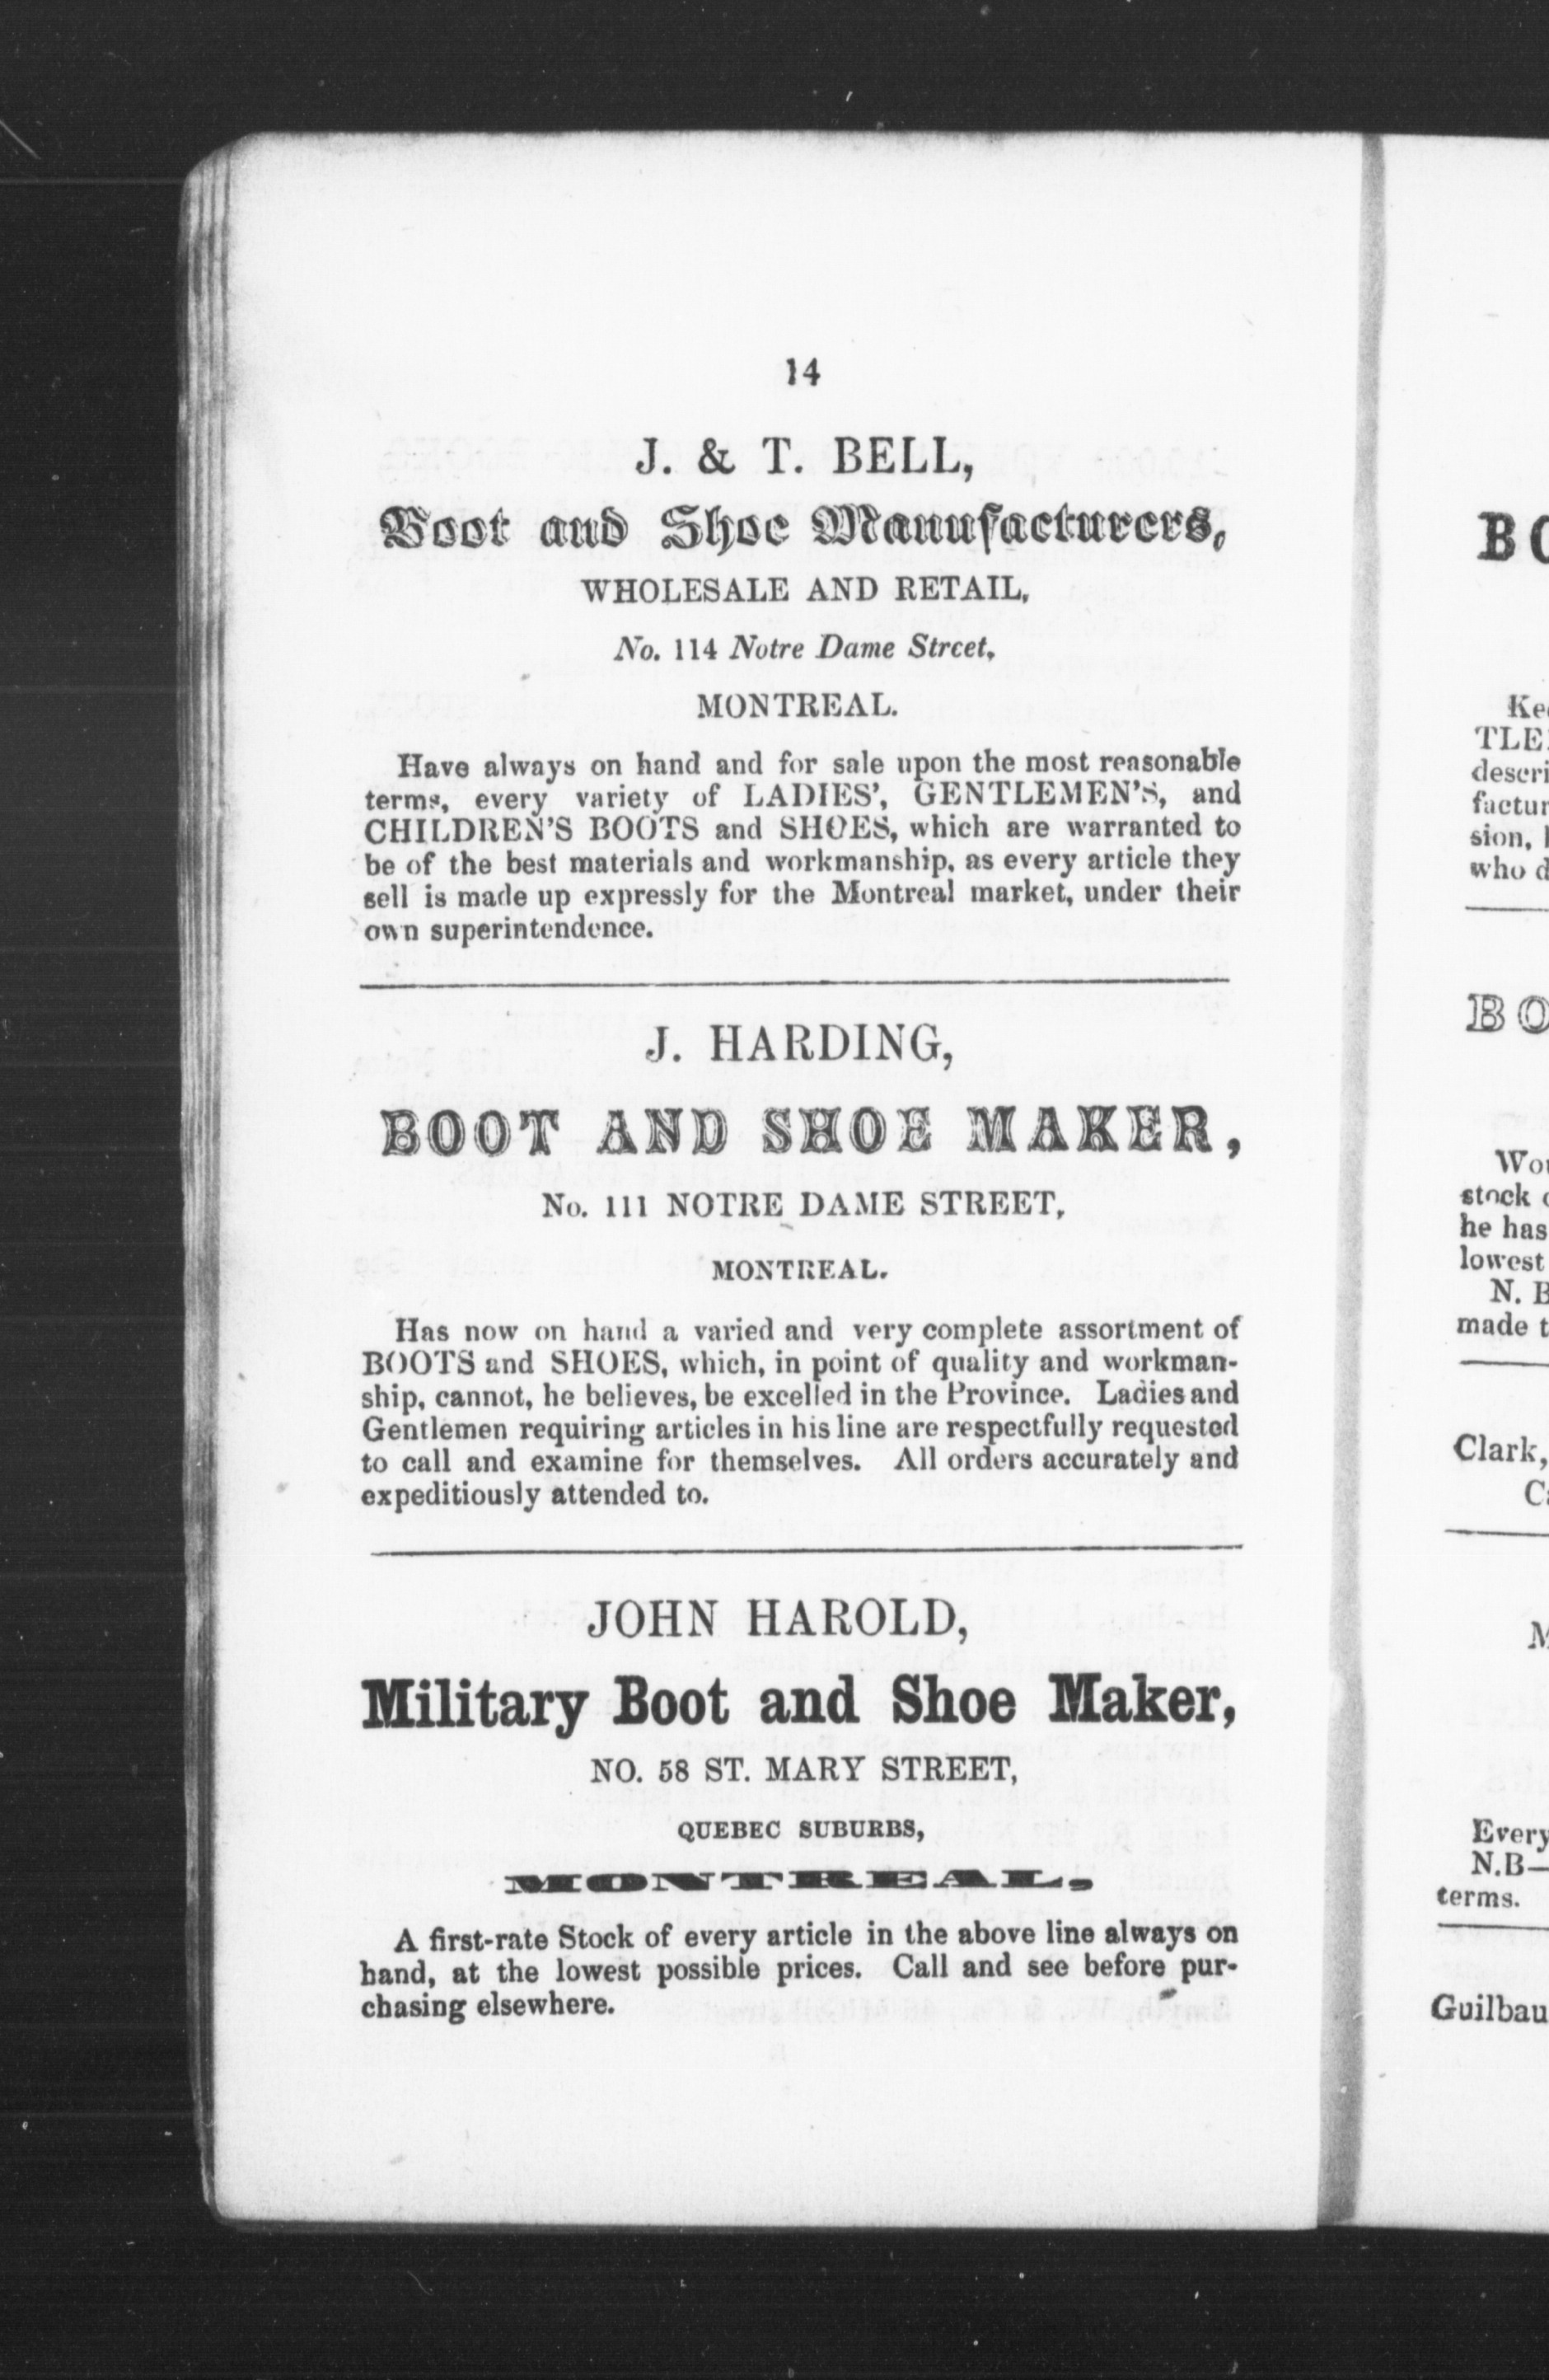 14
J. & T. BELL,
Boot and Shoe Manufacturers,
WHOLESALE AND RETAIL,
No. 114 Notre Dame Street,
MONTREAL.
Have always on hand and for sale upon the most reasonable
terms, every variety of LADIES', GENTLEMEN'S, and
CHILDREN'S BOOTS and SHOES, which are warranted to
be of the best materials and workmanship, as every article they
sell is made up expressly for the Montreal market, under their
own superintendence.
J. HARDING,
BOOT AND SHOE MAKER,
No. 111 NOTRE DAME STREET,
MONTREAL.
Has now on hand a varied and very complete assortment of
BOOTS and SHOES, which, in point of quality and workman-
ship, cannot, he believes, be excelled in the Province. Ladies and
Gentlemen requiring articles in his line are respectfully requested
to call and examine for themselves. All orders accurately and
expeditiously attended to.
JOHN HAROLD,
Military Boot and Shoe Maker,
NO. 58 ST. MARY STREET,
QUEBEC SUBURBS,
MONTREAL.
A first-rate Stock of every article in the above line always on
hand, at the lowest possible prices. Call and see before pur-
chasing elsewhere.
who
stock
he has
lowest
N.
made
Clark,
Every
N.B—
terms.